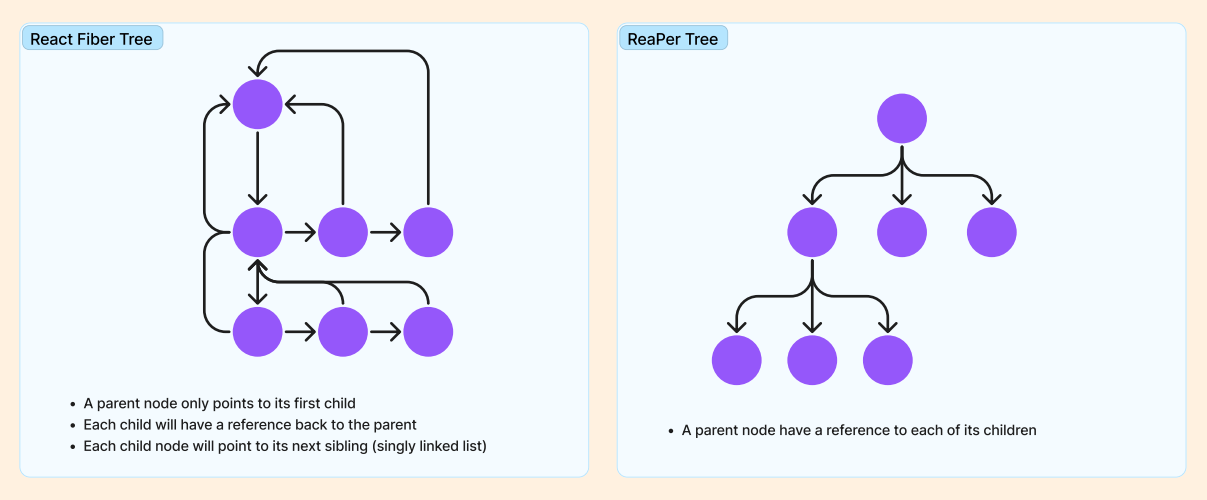 React Fiber Tree
• A parent node only points to its first child
• Each child will have a reference back to the parent
• Each child node will point to its next sibling (singly linked list)
ReaPer Tree
• A parent node have a reference to each of its children